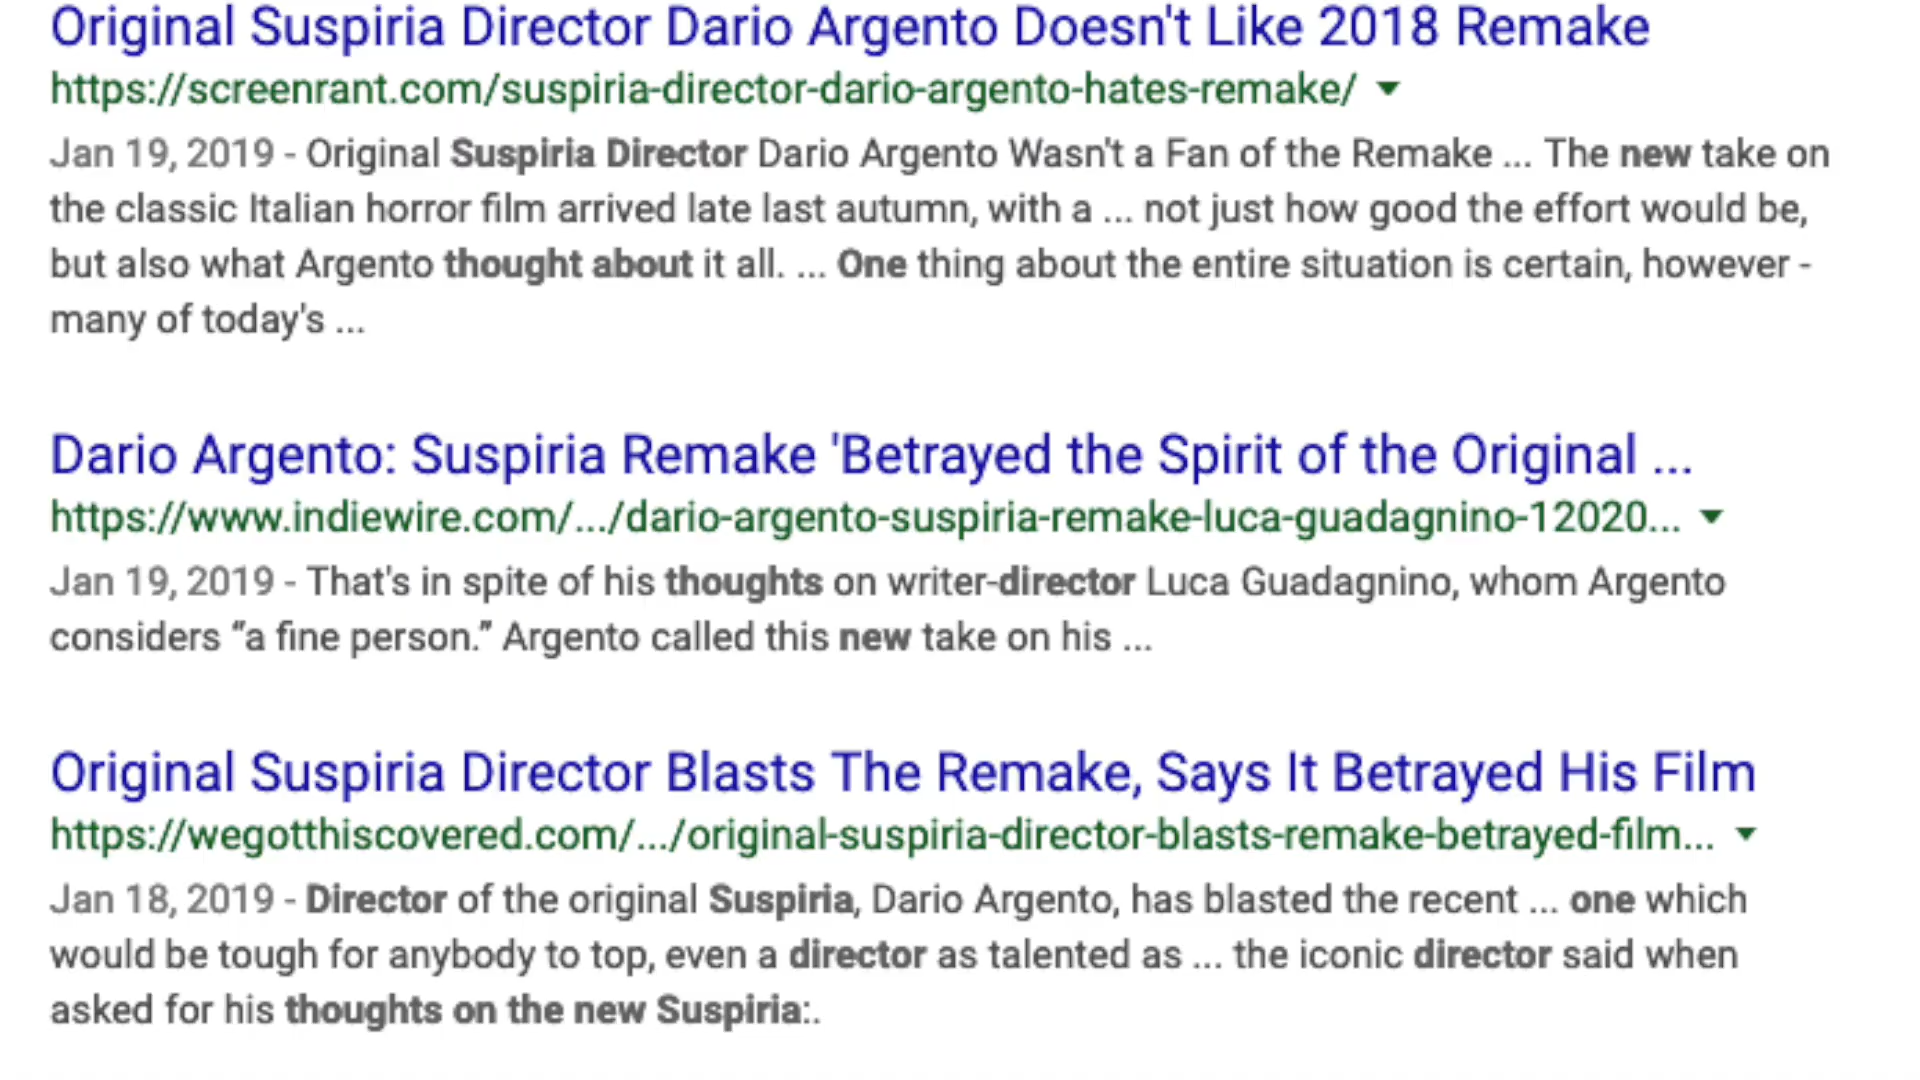 Original Suspiria Director Dario Argento Doesn't Like 2018 Remake
https://screenrant.com/suspiria-director-dario-argento-hates-remake/
Jan 19, 2019 - Original Suspiria Director Dario Argento Wasn't a Fan of the Remake ... The new take on
the classic Italian horror film arrived late last autumn, with a ... not just how good the effort would be,
but also what Argento thought about it all. ... One thing about the entire situation is certain, however -
many of today's ...
Dario Argento: Suspiria Remake 'Betrayed the Spirit of the Original ...
https://www.indiewire.com/.../dario-argento-suspiria-remake-luca-guadagnino-12020...
Jan 19, 2019 - That's in spite of his thoughts on writer-director Luca Guadagnino, whom Argento
considers “a fine person.” Argento called this new take on his ...
Original Suspiria Director Blasts The Remake, Says It Betrayed His Film
https://wegotthiscovered.com/.../original-suspiria-director-blasts-remake-betrayed-film...
Jan 18, 2019 - Director of the original Suspiria, Dario Argento, has blasted the recent ... one which
would be tough for anybody to top, even a director as talented as ... the iconic director said when
asked for his thoughts on the new Suspiria:.